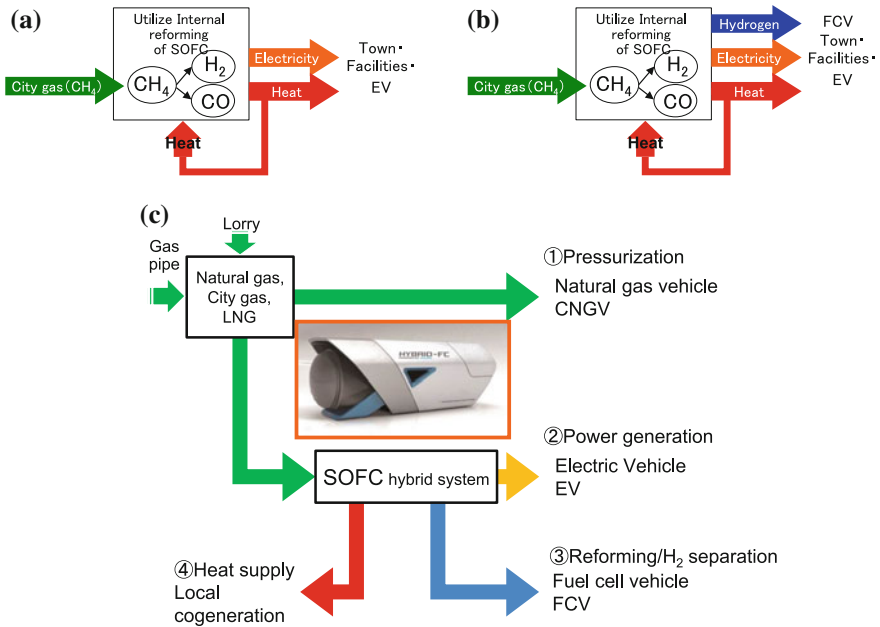 (a)
Utilize Internal
reforming
of SOFC
H2
CH4
CO
City gas(CH4)
Electricity
Heat
Heat
Town・
Facilities・
EV
(b)
Utilize Internal
reforming
of SOFC
H2
CH4
CO
City gas(CH4)
Hydrogen
Electricity
Heat
Heat
FCV
Town・
Facilities・
EV
(c)
Lorry
Gas
pipe
Natural gas,
City gas,
LNG
①Pressurization
Natural gas vehicle
CNGV
HYBRID-FC
②Power generation
Electric Vehicle
EV
SOFC hybrid system
③Reforming/H2 separation
Fuel cell vehicle
FCV
④Heat supply
Local
cogeneration